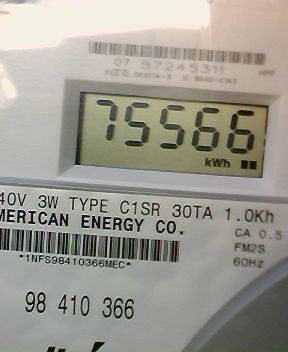 07 57245311
75566
kWh
40V 3W TYPE C1SR 30TA 1.0Kh
MERICAN ENERGY CO.
CA 0.5
FM2S
*1NFS98410366MEC*
60Hz
98 410 366